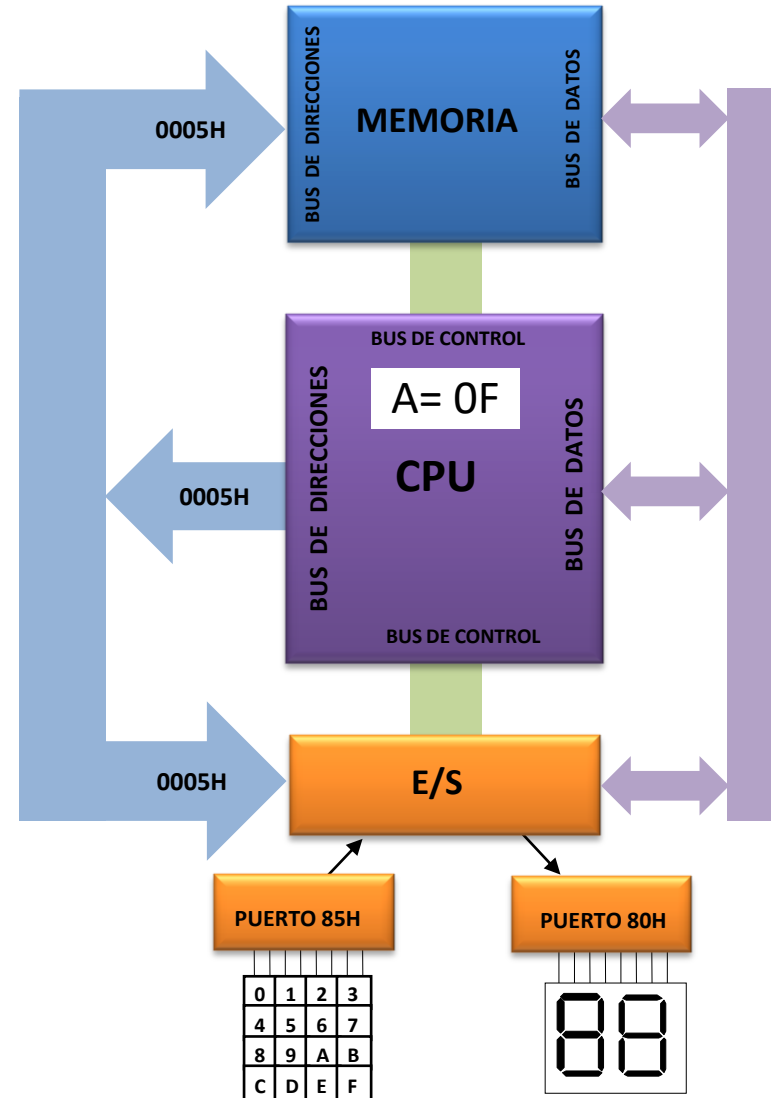 0005H
BUS DE DIRECCIONES
MEMORIA
BUS DE DATOS
BUS DE CONTROL
A= 0F
CPU
BUS DE DIRECCIONES
BUS DE DATOS
0005H
BUS DE CONTROL
0005H
E/S
PUERTO 85H
PUERTO 80H
0 1 2 3
4 5 6 7
8 9 A B
C D E F
88